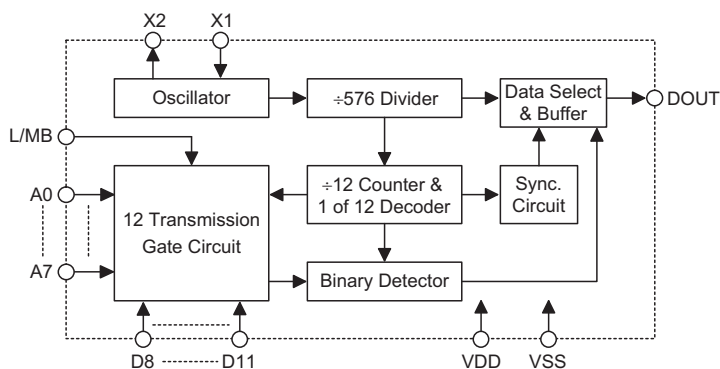 X2
X1
Oscillator
÷576 Divider
Data Select
& Buffer
DOUT
L/MB
A0
12 Transmission
Gate Circuit
÷12 Counter &
1 of 12 Decoder
Sync.
Circuit
A7
Binary Detector
D8
D11
VDD
VSS